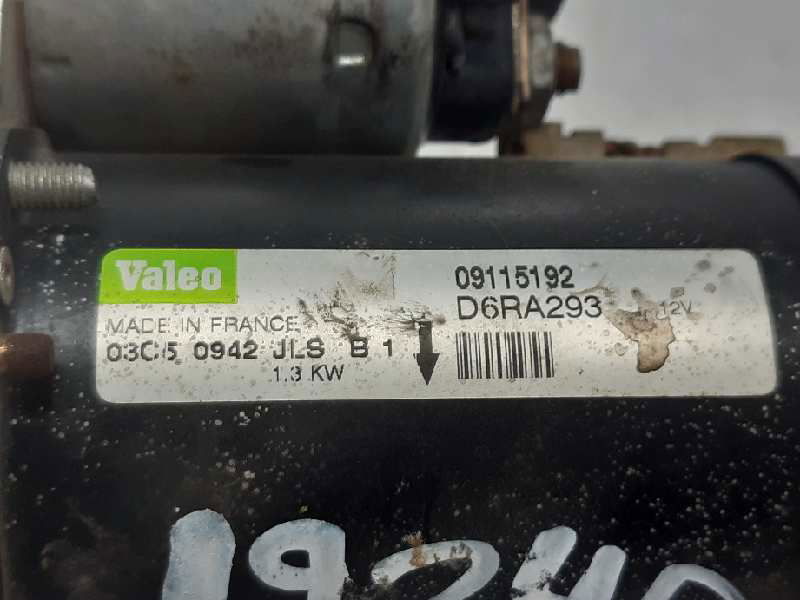 Valeo
09115192
D6RA293 12V
MADE IN FRANCE
03C5 0942 JLS B 1
1.3 KW